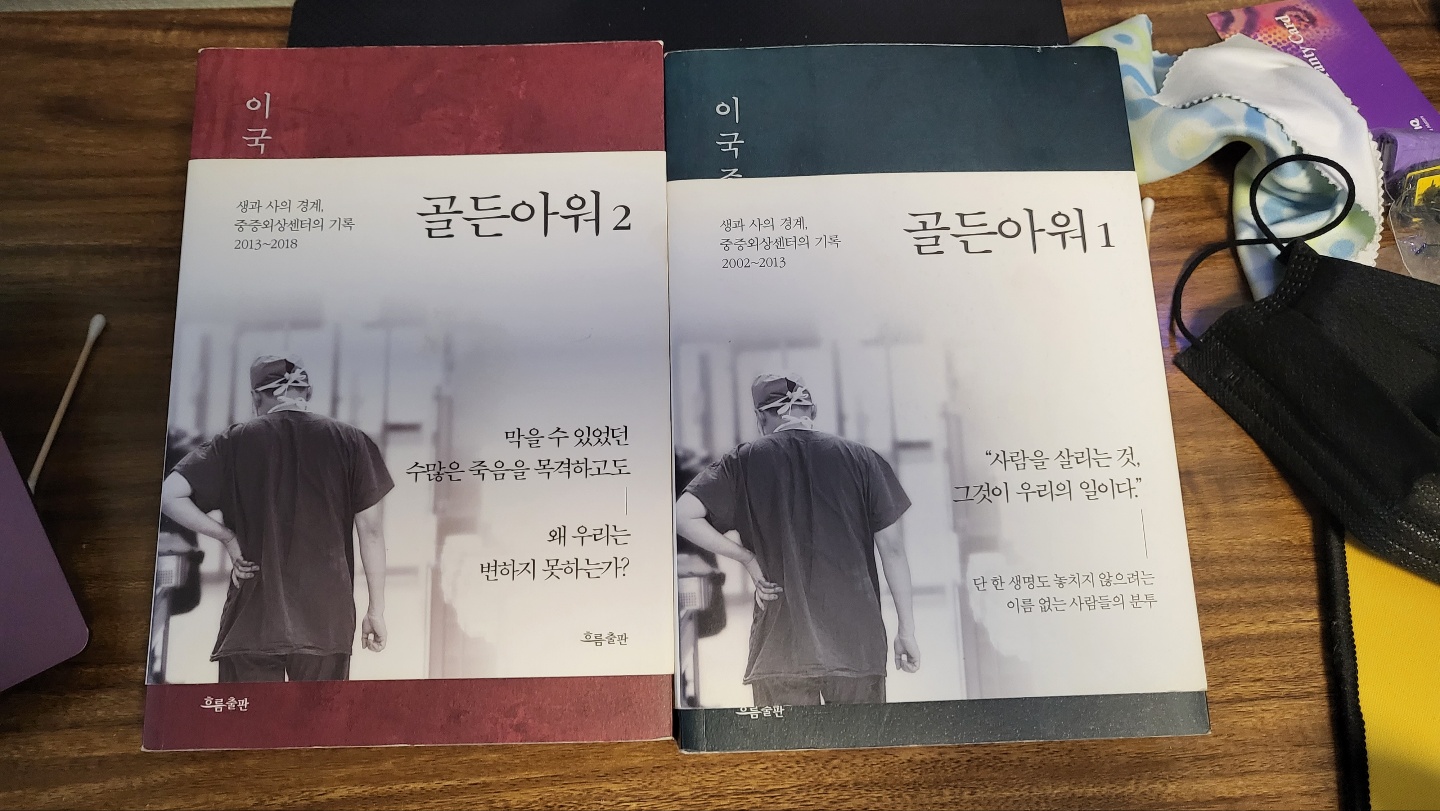 이
국
생과 사의 경계,
중증외상센터의 기록
2013~2018
골든아워 2
막을 수 있었던
수많은 죽음을 목격하고도
왜 우리는
변하지 못하는가?
흐름출판
흐름출판
이
국
생과 사의 경계,
중증외상센터의 기록
2002~2013
골든아워 1
“사람을 살리는 것,
그것이 우리의 일이다.”
단 한 생명도 놓치지 않으려는
이름 없는 사람들의 분투
흐름출판
Card